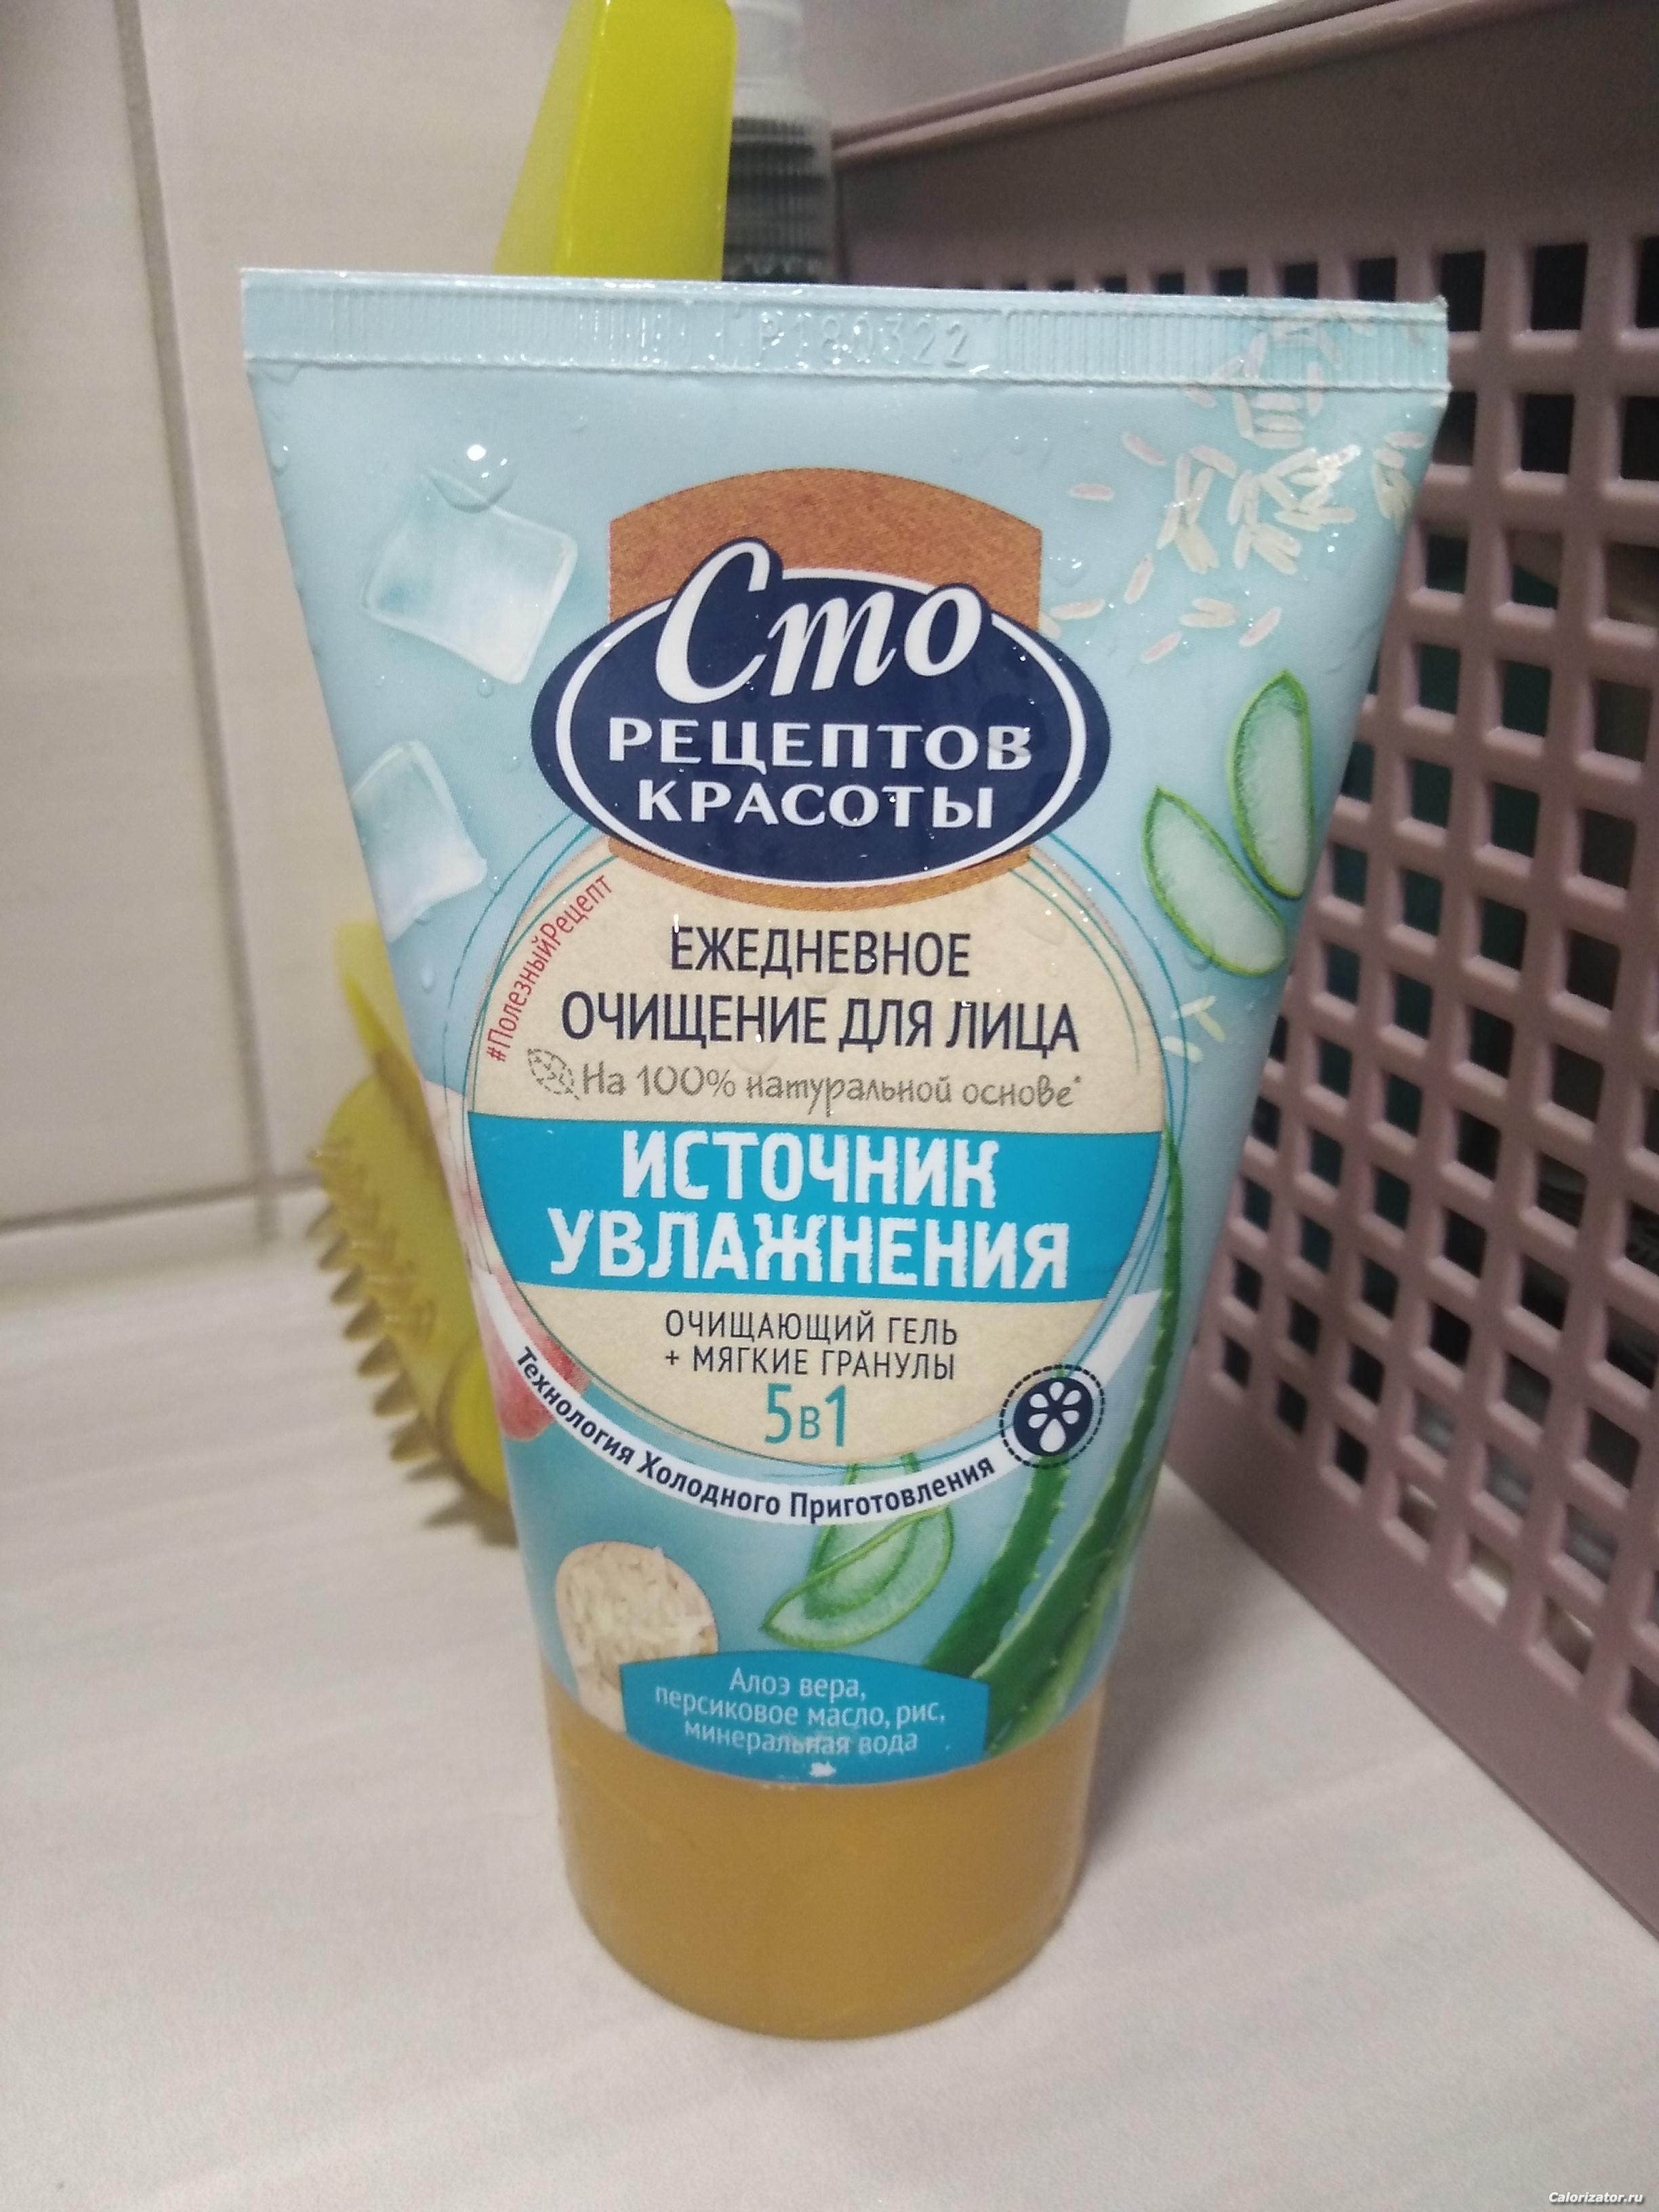 P180322
Сто
РЕЦЕПТОВ
КРАСОТЫ
#ПолезныйРецепт
ЕЖЕДНЕВНОЕ
ОЧИЩЕНИЕ ДЛЯ ЛИЦА
На 100% натуральной основе*
ИСТОЧНИК
УВЛАЖНЕНИЯ
ОЧИЩАЮЩИЙ ГЕЛЬ
+ МЯГКИЕ ГРАНУЛЫ
5в1
Технология Холодного Приготовления
Алоэ вера,
персиковое масло, рис,
минеральная вода
Calorizator.ru